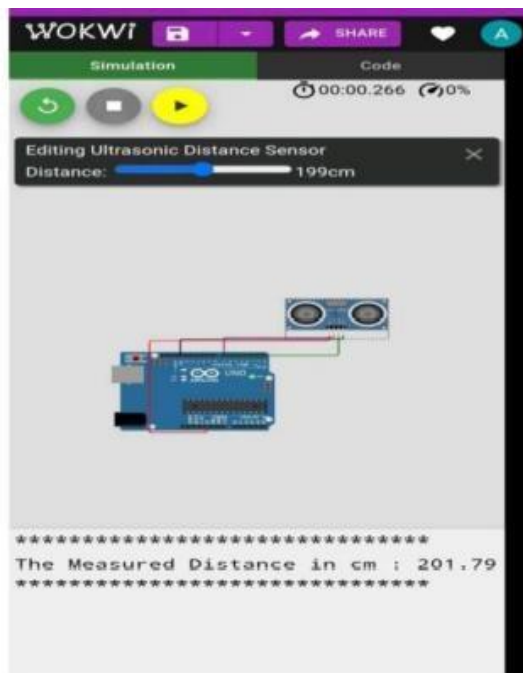 WOKWI SHARE A
Simulation Code
00:00.266 0%
Editing Ultrasonic Distance Sensor
Distance: 199cm
UNO
*******************************
The Measured Distance in cm : 201.79
*******************************